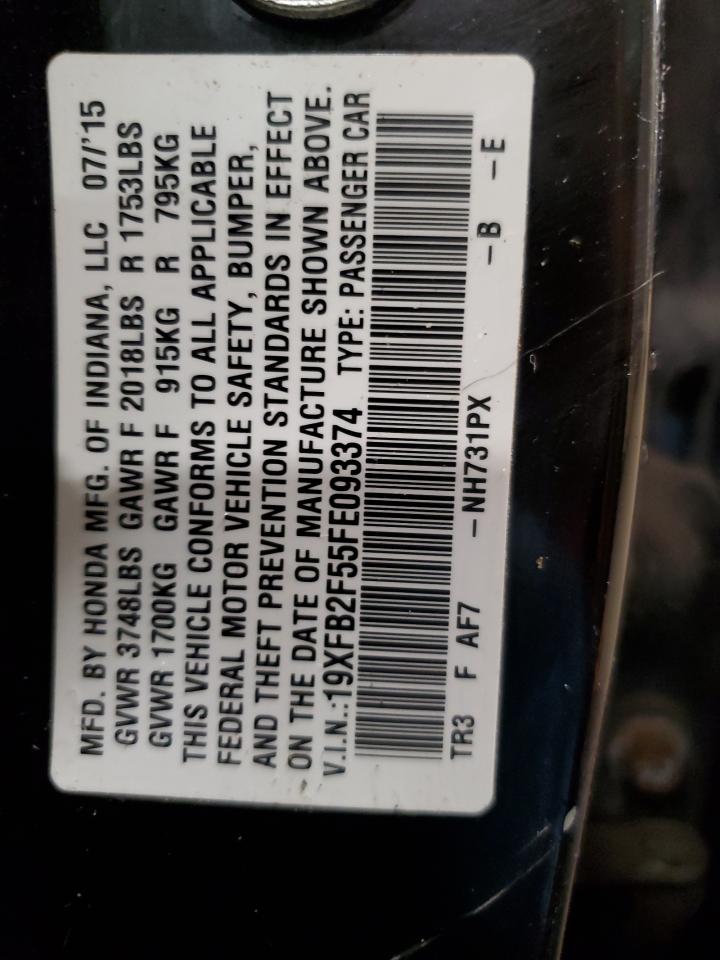 MFD. BY HONDA MFG. OF INDIANA, LLC 07/'15
GVWR 3748LBS GAWR F 2018LBS R 1753LBS
GVWR 1700KG GAWR F 915KG R 795KG
THIS VEHICLE CONFORMS TO ALL APPLICABLE
FEDERAL MOTOR VEHICLE SAFETY, BUMPER,
AND THEFT PREVENTION STANDARDS IN EFFECT
ON THE DATE OF MANUFACTURE SHOWN ABOVE.
V.I.N.:19XFB2F55FE093374 TYPE: PASSENGER CAR
TR3 F AF7 -NH731PX -B -E